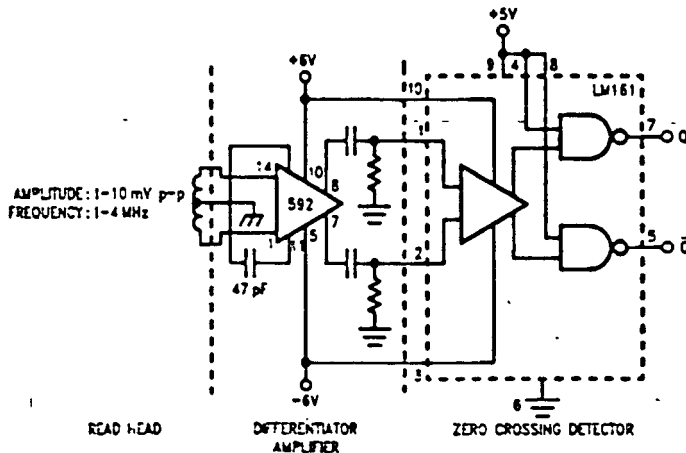 +5V
+6V
9 4 8
10
LM161
1
7 Q
14
10
8
AMPLITUDE: 1-10 mV p-p
FREQUENCY: 1-4 MHz
592
7
1
5
2
5 Q̄
47 pF
3
-6V
6
READ HEAD
DIFFERENTIATOR
AMPLIFIER
ZERO CROSSING DETECTOR